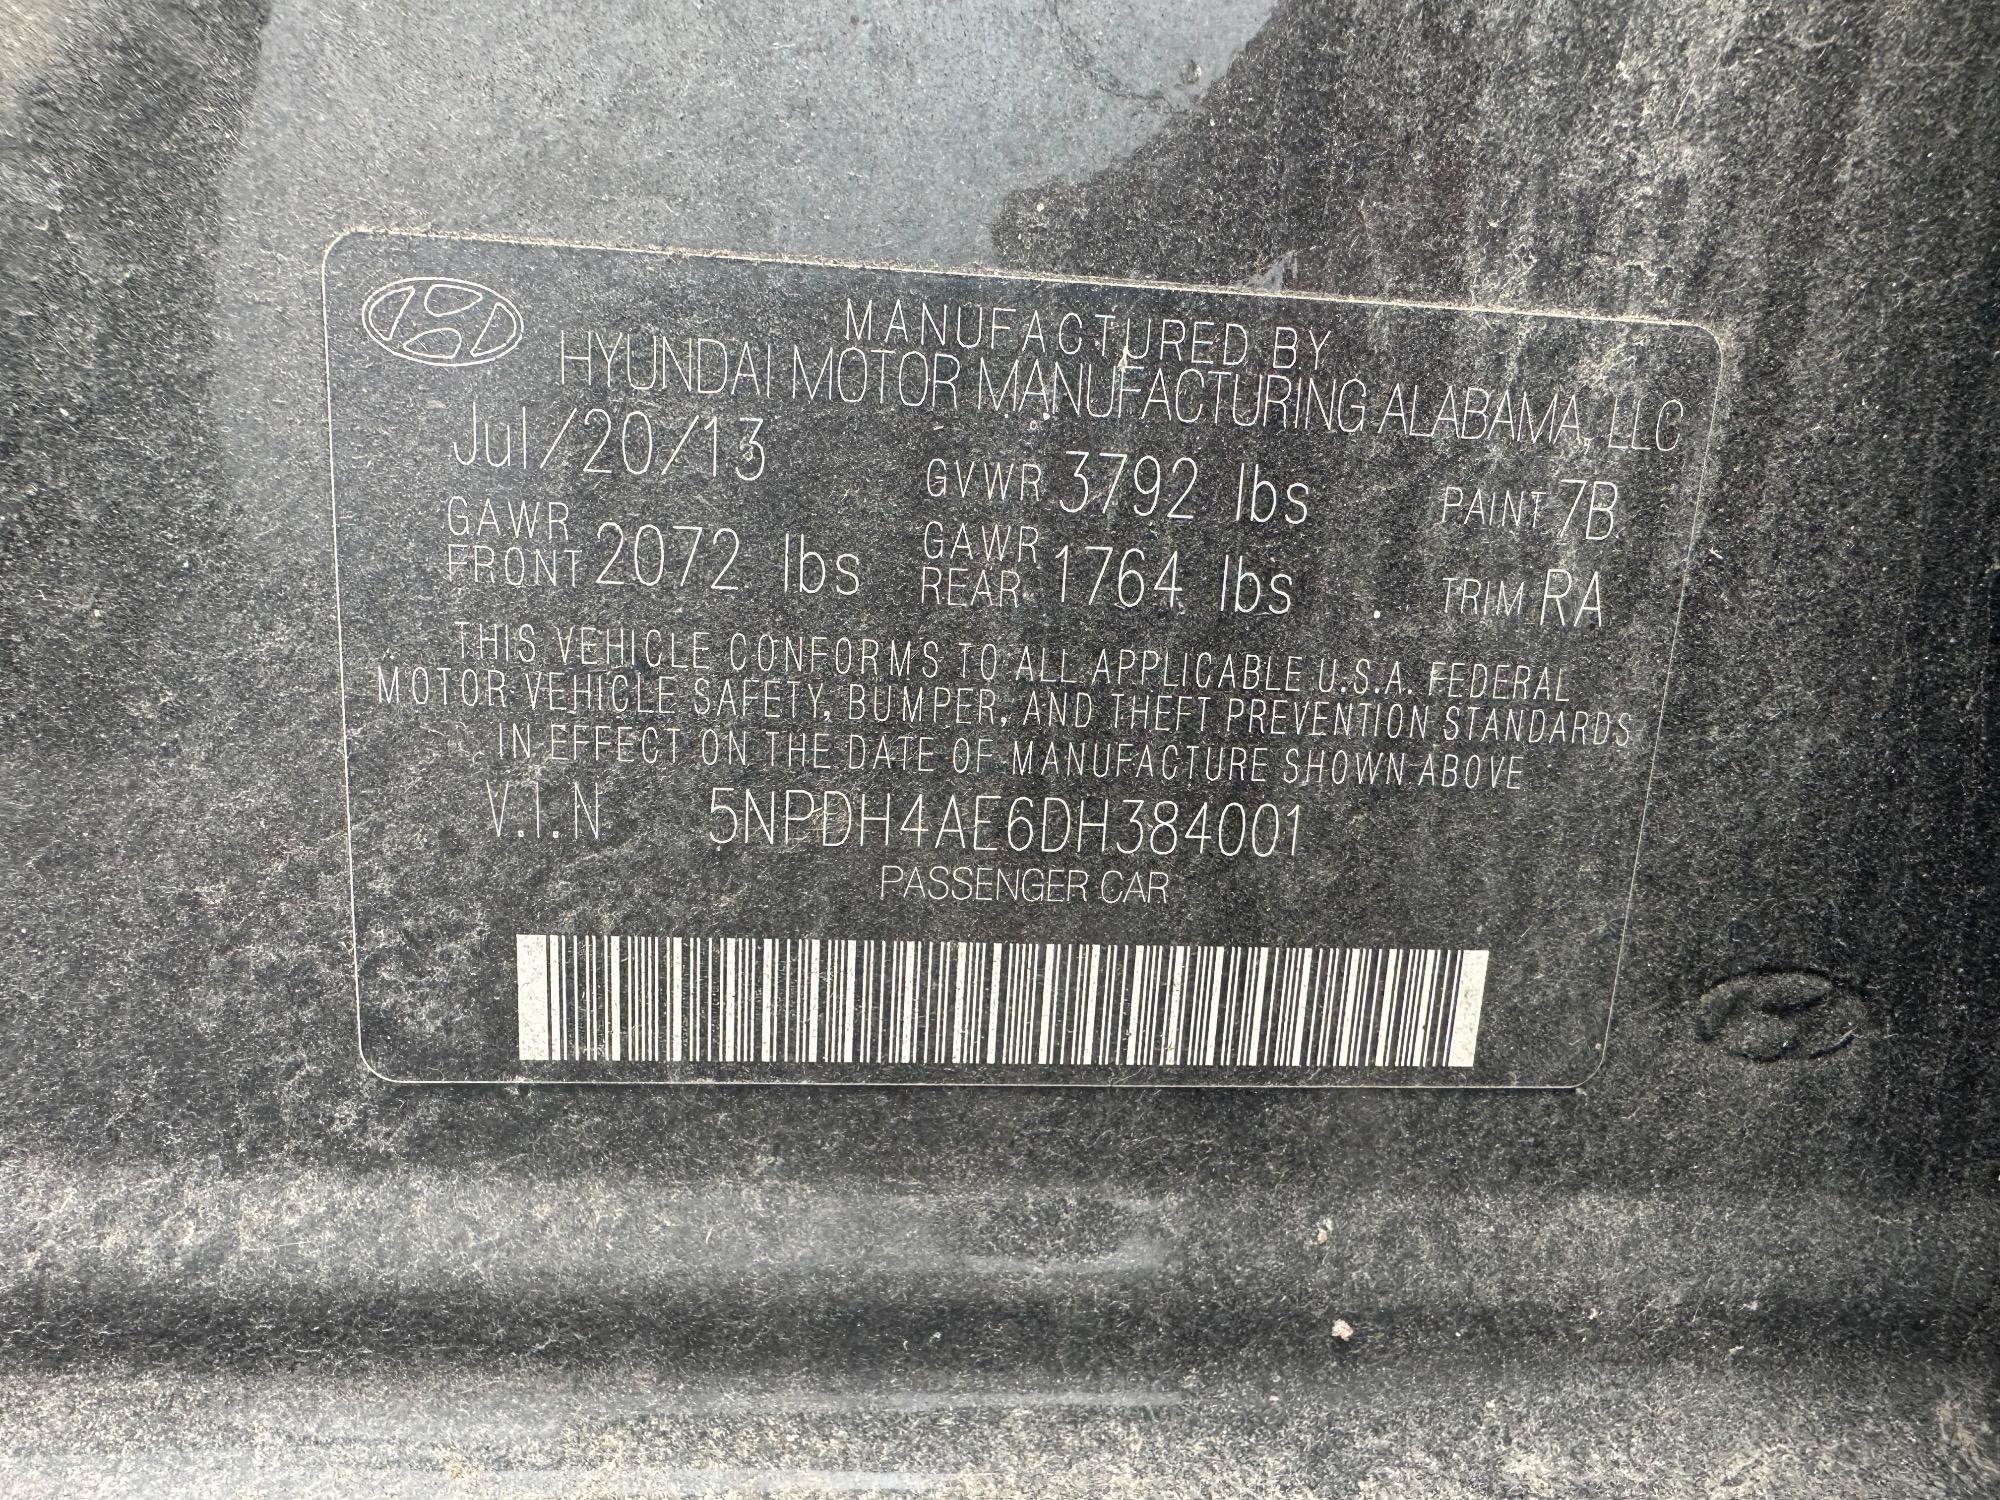 MANUFACTURED BY
HYUNDAI MOTOR MANUFACTURING ALABAMA, LLC
Jul/20/13 GVWR 3792 lbs PAINT 7B
GAWR FRONT 2072 lbs GAWR REAR 1764 lbs TRIM RA
THIS VEHICLE CONFORMS TO ALL APPLICABLE U.S.A. FEDERAL
MOTOR VEHICLE SAFETY, BUMPER, AND THEFT PREVENTION STANDARDS
IN EFFECT ON THE DATE OF MANUFACTURE SHOWN ABOVE
V.I.N 5NPDH4AE6DH384001
PASSENGER CAR